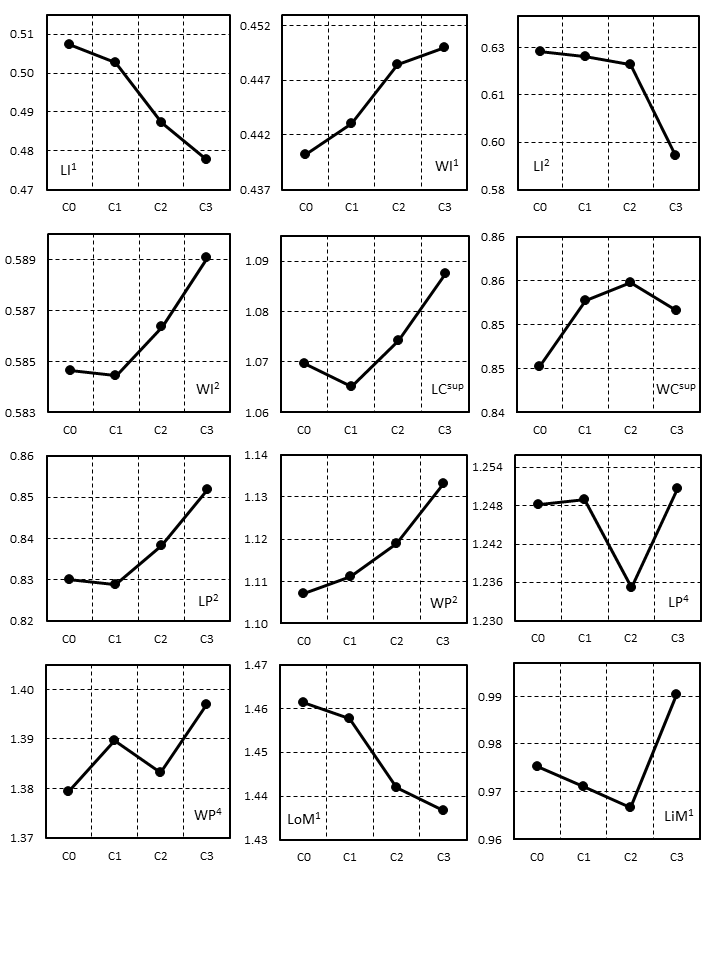 0.51
0.50
0.49
0.48
0.47
LI¹
C0 C1 C2 C3
0.452
0.447
0.442
0.437
WI¹
C0 C1 C2 C3
0.63
0.61
0.60
0.58
LI²
C0 C1 C2 C3
0.589
0.587
0.585
0.583
WI²
C0 C1 C2 C3
1.09
1.08
1.07
1.06
LCˢᵘᵖ
C0 C1 C2 C3
0.86
0.86
0.85
0.85
0.84
WCˢᵘᵖ
C0 C1 C2 C3
0.86
0.85
0.84
0.83
0.82
LP²
C0 C1 C2 C3
1.14
1.13
1.12
1.11
1.10
WP²
C0 C1 C2 C3
1.254
1.248
1.242
1.236
1.230
LP⁴
C0 C1 C2 C3
1.40
1.39
1.38
1.37
WP⁴
C0 C1 C2 C3
1.47
1.46
1.45
1.44
1.43
LoM¹
C0 C1 C2 C3
0.99
0.98
0.97
0.96
LiM¹
C0 C1 C2 C3